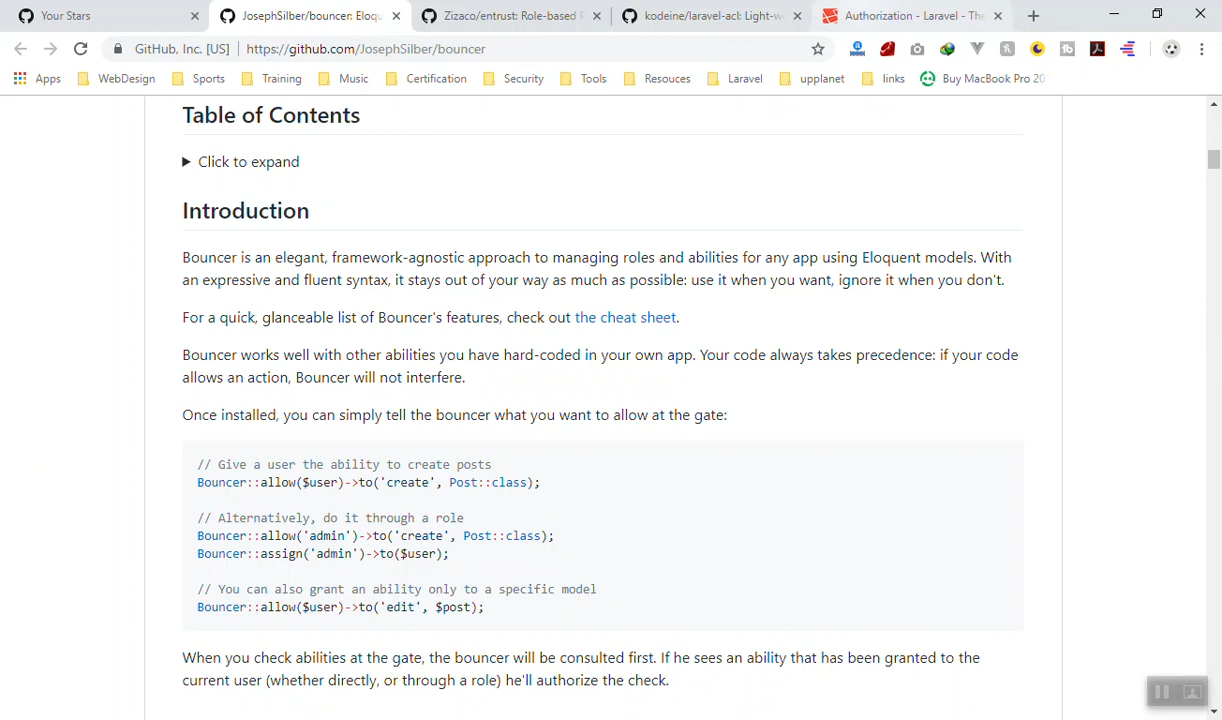 Your Stars
JosephSilber/bouncer: Eloqu
Zizaco/entrust: Role-based
kodeine/laravel-acl: Light-w
Authorization - Laravel - The
GitHub, Inc. [US] | https://github.com/JosephSilber/bouncer
Apps WebDesign Sports Training Music Certification Security Tools Resouces Laravel upplanet links Buy MacBook Pro 20
Table of Contents
Click to expand
Introduction
Bouncer is an elegant, framework-agnostic approach to managing roles and abilities for any app using Eloquent models. With
an expressive and fluent syntax, it stays out of your way as much as possible: use it when you want, ignore it when you don't.
For a quick, glanceable list of Bouncer's features, check out the cheat sheet.
Bouncer works well with other abilities you have hard-coded in your own app. Your code always takes precedence: if your code
allows an action, Bouncer will not interfere.
Once installed, you can simply tell the bouncer what you want to allow at the gate:
// Give a user the ability to create posts
Bouncer::allow($user)->to('create', Post::class);
// Alternatively, do it through a role
Bouncer::allow('admin')->to('create', Post::class);
Bouncer::assign('admin')->to($user);
// You can also grant an ability only to a specific model
Bouncer::allow($user)->to('edit', $post);
When you check abilities at the gate, the bouncer will be consulted first. If he sees an ability that has been granted to the
current user (whether directly, or through a role) he'll authorize the check.